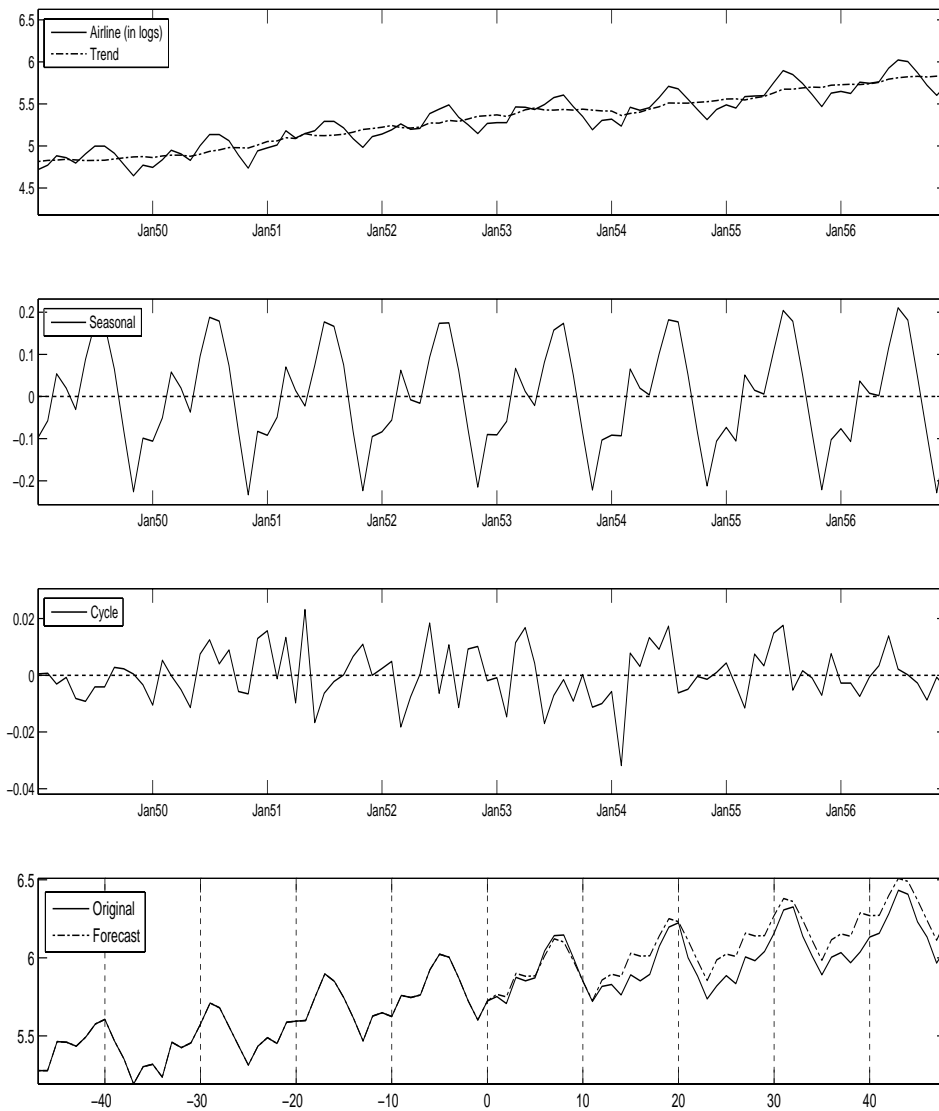 6.5
Airline (in logs)
Trend
6
5.5
5
4.5
Jan50 Jan51 Jan52 Jan53 Jan54 Jan55 Jan56
0.2
Seasonal
0.1
0
−0.1
−0.2
Jan50 Jan51 Jan52 Jan53 Jan54 Jan55 Jan56
Cycle
0.02
0
−0.02
−0.04
Jan50 Jan51 Jan52 Jan53 Jan54 Jan55 Jan56
6.5
Original
Forecast
6
5.5
−40 −30 −20 −10 0 10 20 30 40